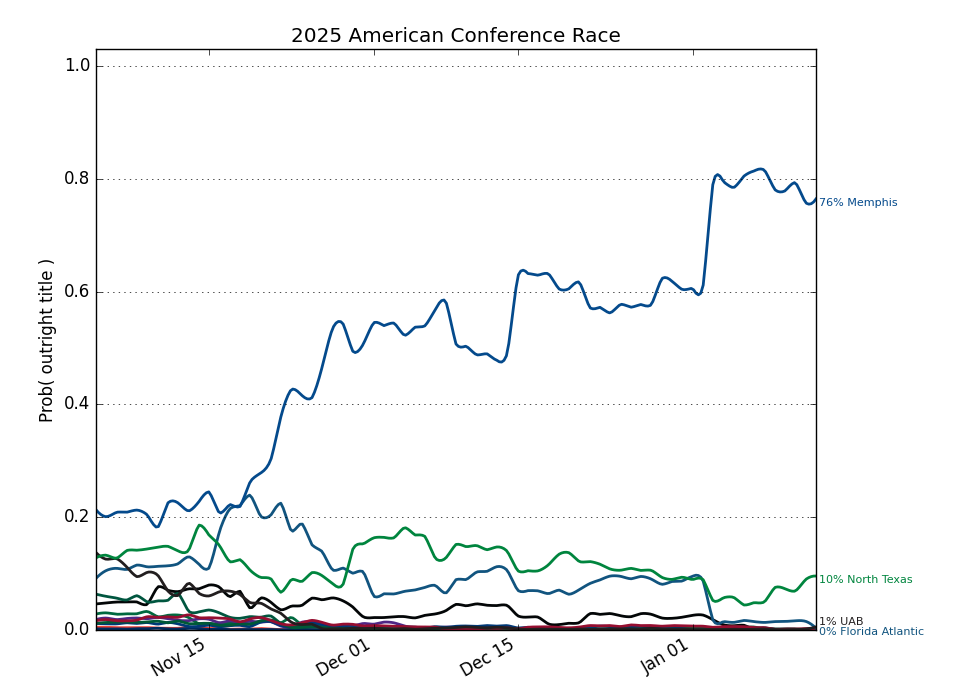 2025 American Conference Race
Prob( outright title )
1.0
0.8
0.6
0.4
0.2
0.0
76% Memphis
10% North Texas
1% UAB
0% Florida Atlantic
Nov 15
Dec 01
Dec 15
Jan 01